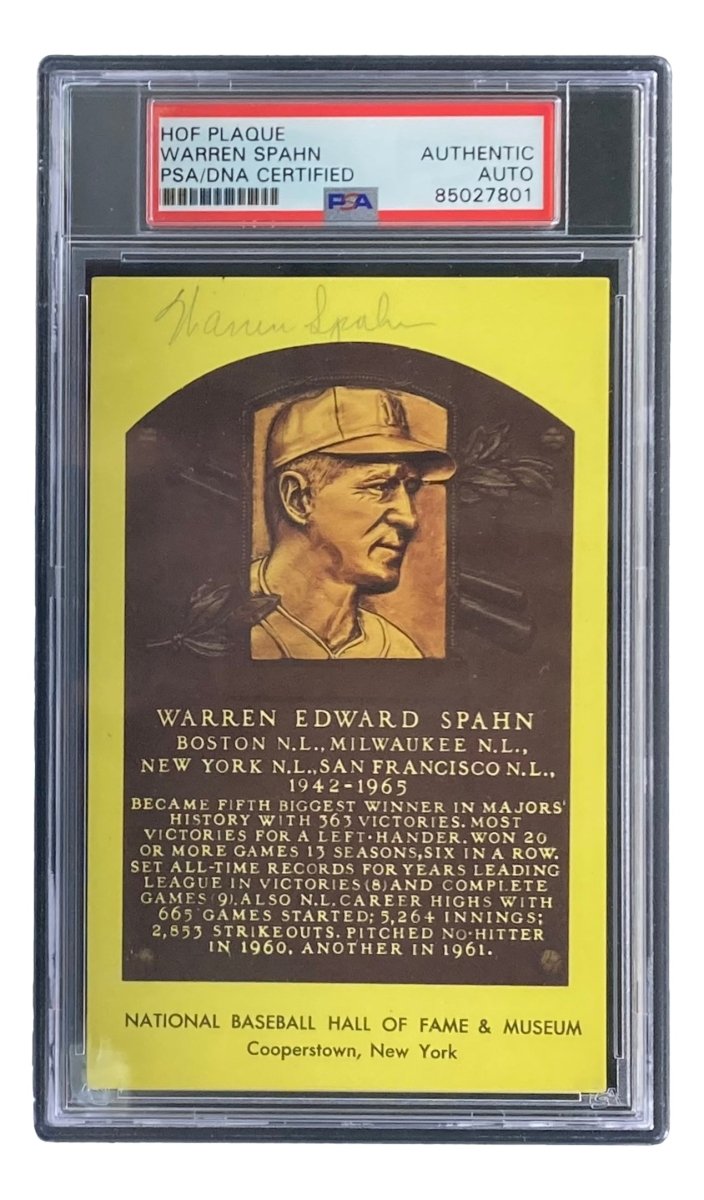 HOF PLAQUE
WARREN SPAHN AUTHENTIC
PSA/DNA CERTIFIED AUTO
PSA 85027801
Warren Spahn
M
WARREN EDWARD SPAHN
BOSTON N.L., MILWAUKEE N.L.,
NEW YORK N.L., SAN FRANCISCO N.L.,
1942-1965
BECAME FIFTH BIGGEST WINNER IN MAJORS'
HISTORY WITH 363 VICTORIES. MOST
VICTORIES FOR A LEFT-HANDER. WON 20
OR MORE GAMES 13 SEASONS, SIX IN A ROW.
SET ALL-TIME RECORDS FOR YEARS LEADING
LEAGUE IN VICTORIES (8) AND COMPLETE
GAMES (9). ALSO N.L. CAREER HIGHS WITH
665 GAMES STARTED; 5,264 INNINGS;
2,853 STRIKEOUTS. PITCHED NO-HITTER
IN 1960, ANOTHER IN 1961.
NATIONAL BASEBALL HALL OF FAME & MUSEUM
Cooperstown, New York